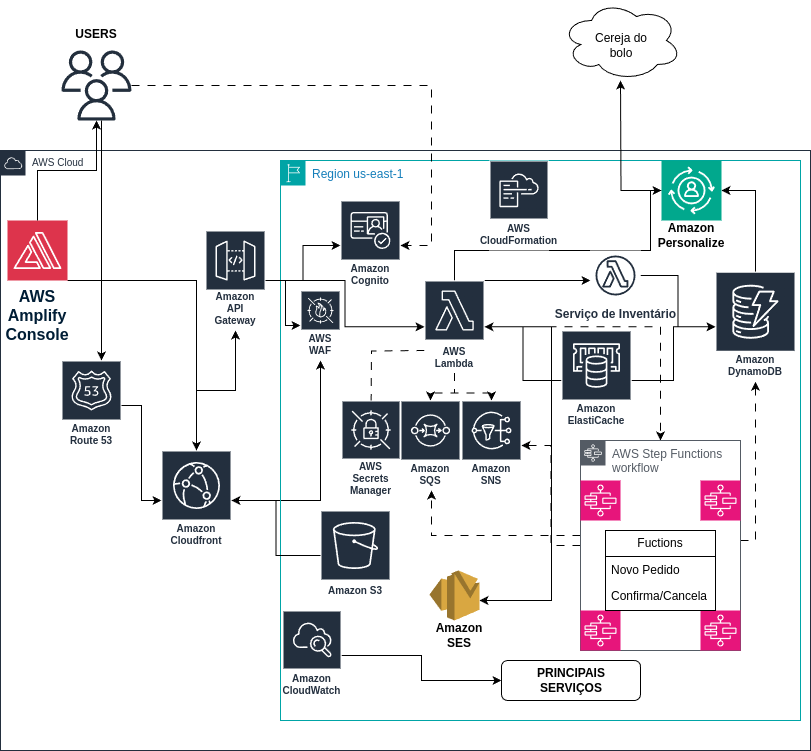 USERS
Cereja do
bolo
AWS Cloud
Region us-east-1
AWS
CloudFormation
Amazon
Personalize
Amazon
Cognito
Amazon
API
Gateway
AWS
Amplify
Console
AWS
WAF
AWS
Lambda
Serviço de Inventário
Amazon
DynamoDB
53
Amazon
Route 53
Amazon
ElastiCache
AWS
Secrets
Manager
Amazon
SQS
Amazon
SNS
AWS Step Functions
workflow
Amazon
Cloudfront
Fuctions
Novo Pedido
Confirma/Cancela
Amazon S3
Amazon
SES
Amazon
CloudWatch
PRINCIPAIS
SERVIÇOS